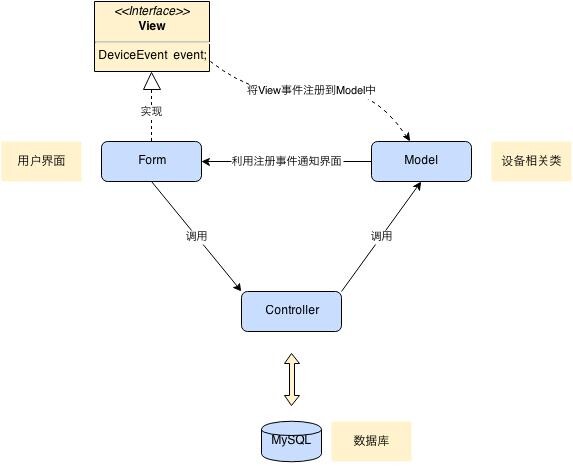 <<Interface>>
View
DeviceEvent event;
将View事件注册到Model中
实现
用户界面
Form
利用注册事件通知界面
Model
设备相关类
调用
调用
Controller
MySQL
数据库